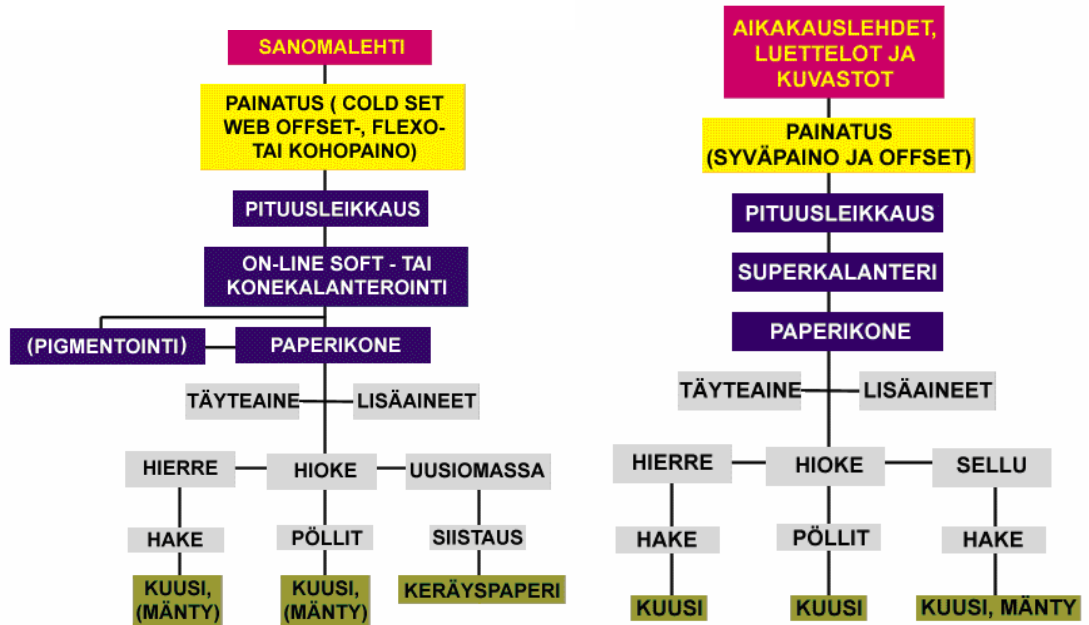 SANOMALEHTI
PAINATUS ( COLD SET
WEB OFFSET-, FLEXO-
TAI KOHOPAINO)
PITUUSLEIKKAUS
ON-LINE SOFT - TAI
KONEKALANTEROINTI
(PIGMENTOINTI)
PAPERIKONE
TÄYTEAINE
LISÄAINEET
HIERRE
HIOKE
UUSIOMASSA
HAKE
PÖLLIT
SIISTAUS
KUUSI,
(MÄNTY)
KUUSI,
(MÄNTY)
KERÄYSPAPERI
AIKAKAUSLEHDET,
LUETTELOT JA
KUVASTOT
PAINATUS
(SYVÄPAINO JA OFFSET)
PITUUSLEIKKAUS
SUPERKALANTERI
PAPERIKONE
TÄYTEAINE
LISÄAINEET
HIERRE
HIOKE
SELLU
HAKE
PÖLLIT
HAKE
KUUSI
KUUSI
KUUSI, MÄNTY